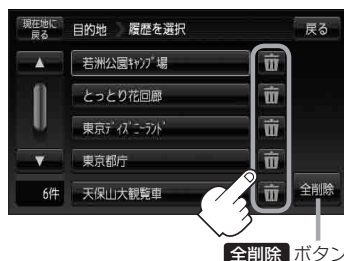 現在地に戻る 目的地 履歴を選択 戻る
若洲公園ｷｬﾝﾌﾟ場
とっとり花回廊
東京ﾃﾞｨｽﾞﾆｰﾗﾝﾄﾞ
東京都庁
6件 天保山大観覧車 全削除
全削除 ボタン